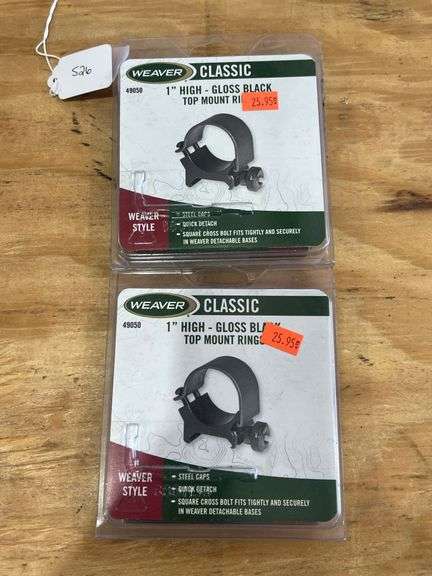 526
WEAVER CLASSIC
49050
1" HIGH - GLOSS BLACK
TOP MOUNT
25.95
WEAVER
STYLE
STEEL CAPS
QUICK DETACH
SQUARE CROSS BOLT FITS TIGHTLY AND SECURELY
IN WEAVER DETACHABLE BASES
WEAVER CLASSIC
49050
1" HIGH - GLOSS BLACK
TOP MOUNT RINGS
25.95
WEAVER
STYLE
STEEL CAPS
QUICK DETACH
SQUARE CROSS BOLT FITS TIGHTLY AND SECURELY
IN WEAVER DETACHABLE BASES